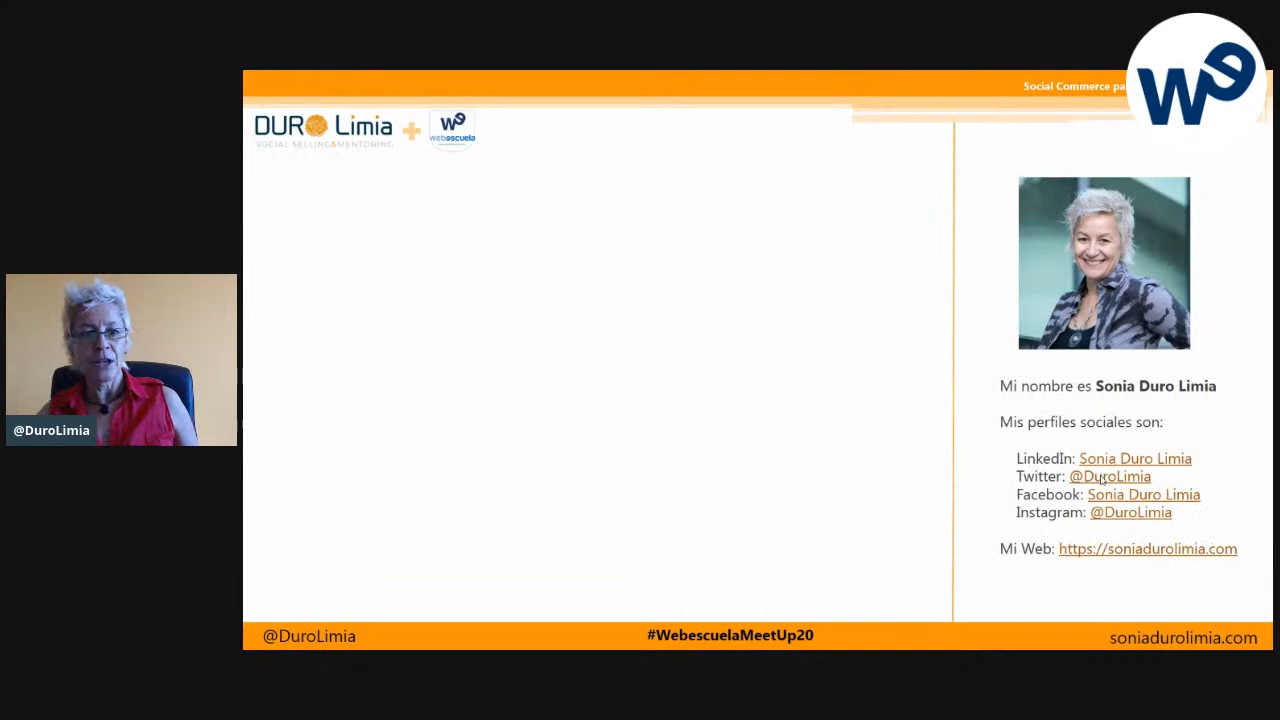 Social Commerce pa
we
DURO Limia
SOCIAL SELLING&MENTORING
we
webescuela
@DuroLimia
Mi nombre es Sonia Duro Limia
Mis perfiles sociales son:
LinkedIn: Sonia Duro Limia
Twitter: @DuroLimia
Facebook: Sonia Duro Limia
Instagram: @DuroLimia
Mi Web: https://soniadurolimia.com
@DuroLimia
#WebescuelaMeetUp20
soniadurolimia.com